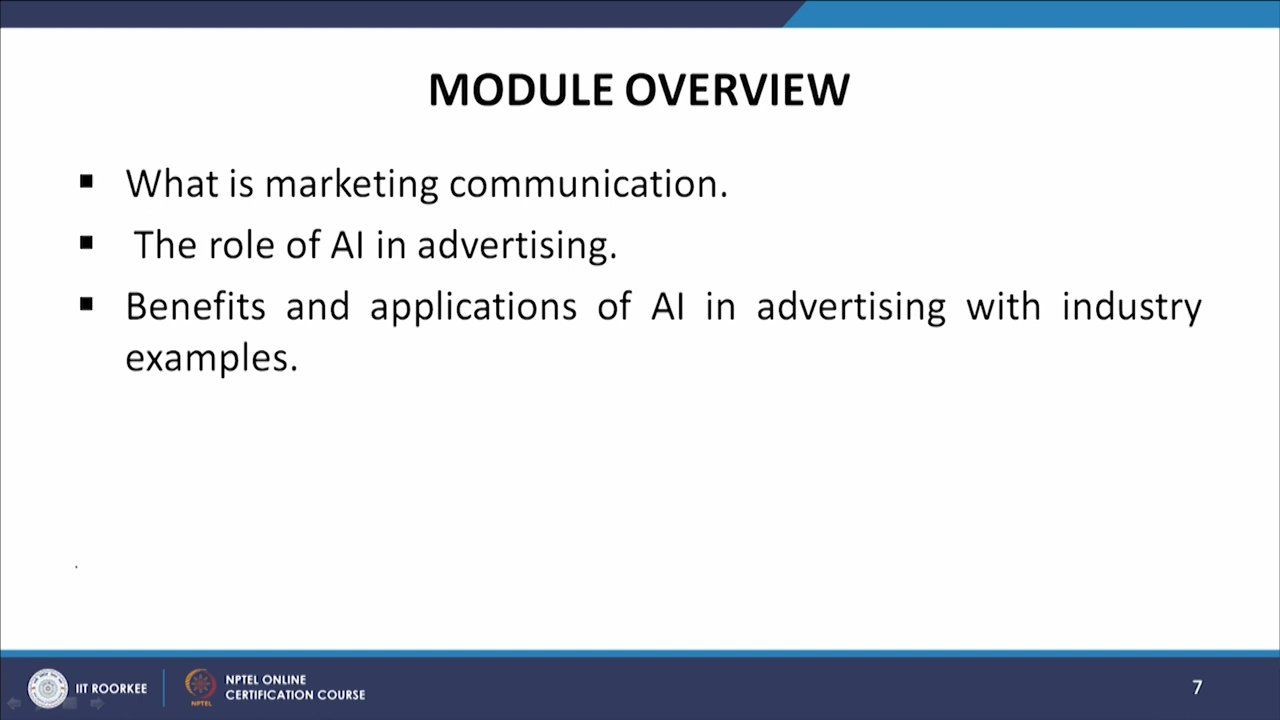 MODULE OVERVIEW
▪ What is marketing communication.
▪ The role of AI in advertising.
▪ Benefits and applications of AI in advertising with industry
examples.
.
IIT ROORKEE
NPTEL
NPTEL ONLINE
CERTIFICATION COURSE
7